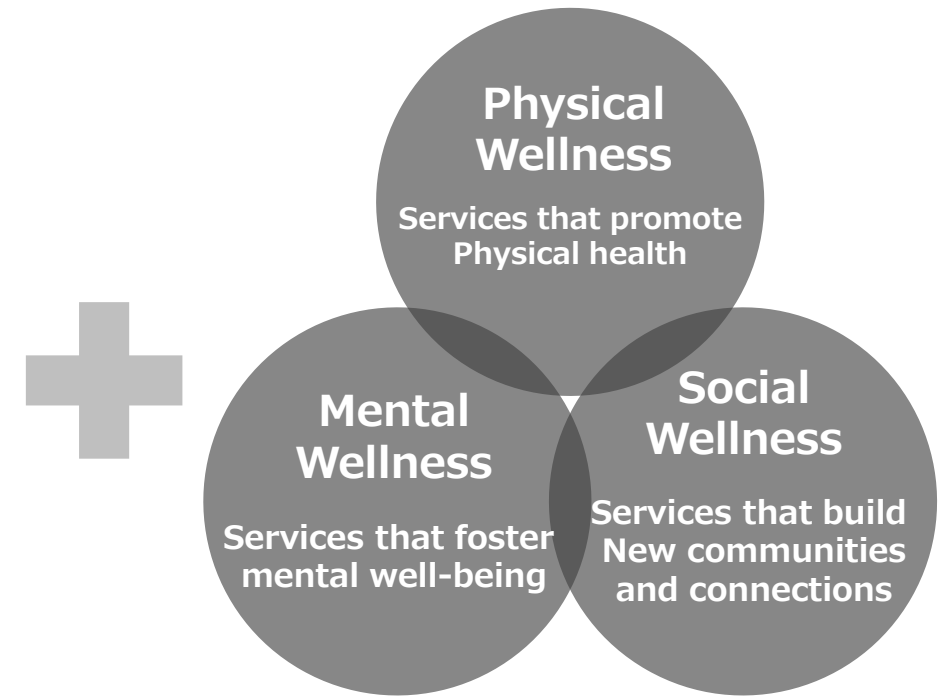 Physical
Wellness
Services that promote
Physical health
Mental
Wellness
Services that foster
mental well-being
Social
Wellness
Services that build
New communities
and connections